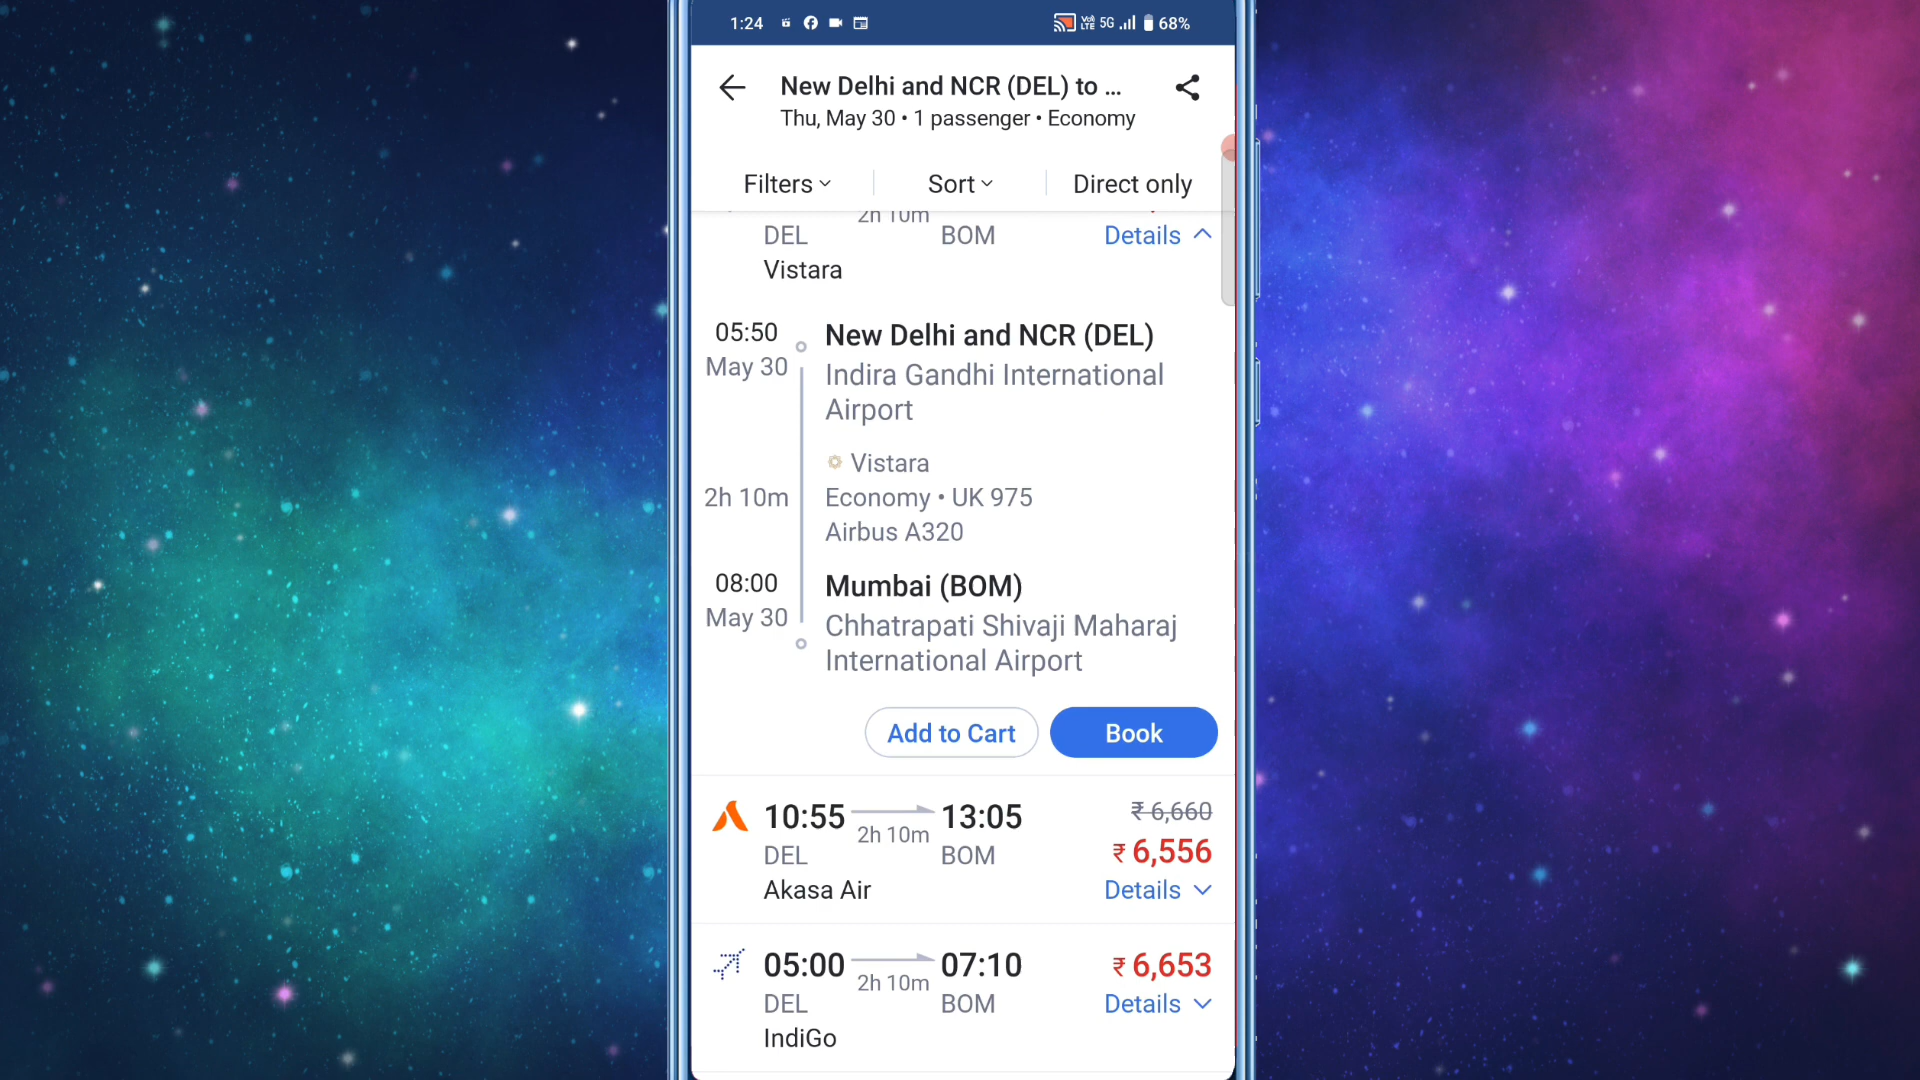 1:24
VoLTE 5G 68%
New Delhi and NCR (DEL) to ...
Thu, May 30 • 1 passenger • Economy
Filters
Sort
Direct only
2h 10m
DEL
BOM
Details
Vistara
05:50
May 30
New Delhi and NCR (DEL)
Indira Gandhi International
Airport
Vistara
2h 10m
Economy • UK 975
Airbus A320
08:00
May 30
Mumbai (BOM)
Chhatrapati Shivaji Maharaj
International Airport
Add to Cart
Book
10:55
2h 10m
13:05
₹ 6,660
₹ 6,556
DEL
BOM
Akasa Air
Details
05:00
2h 10m
07:10
₹ 6,653
DEL
BOM
Details
IndiGo